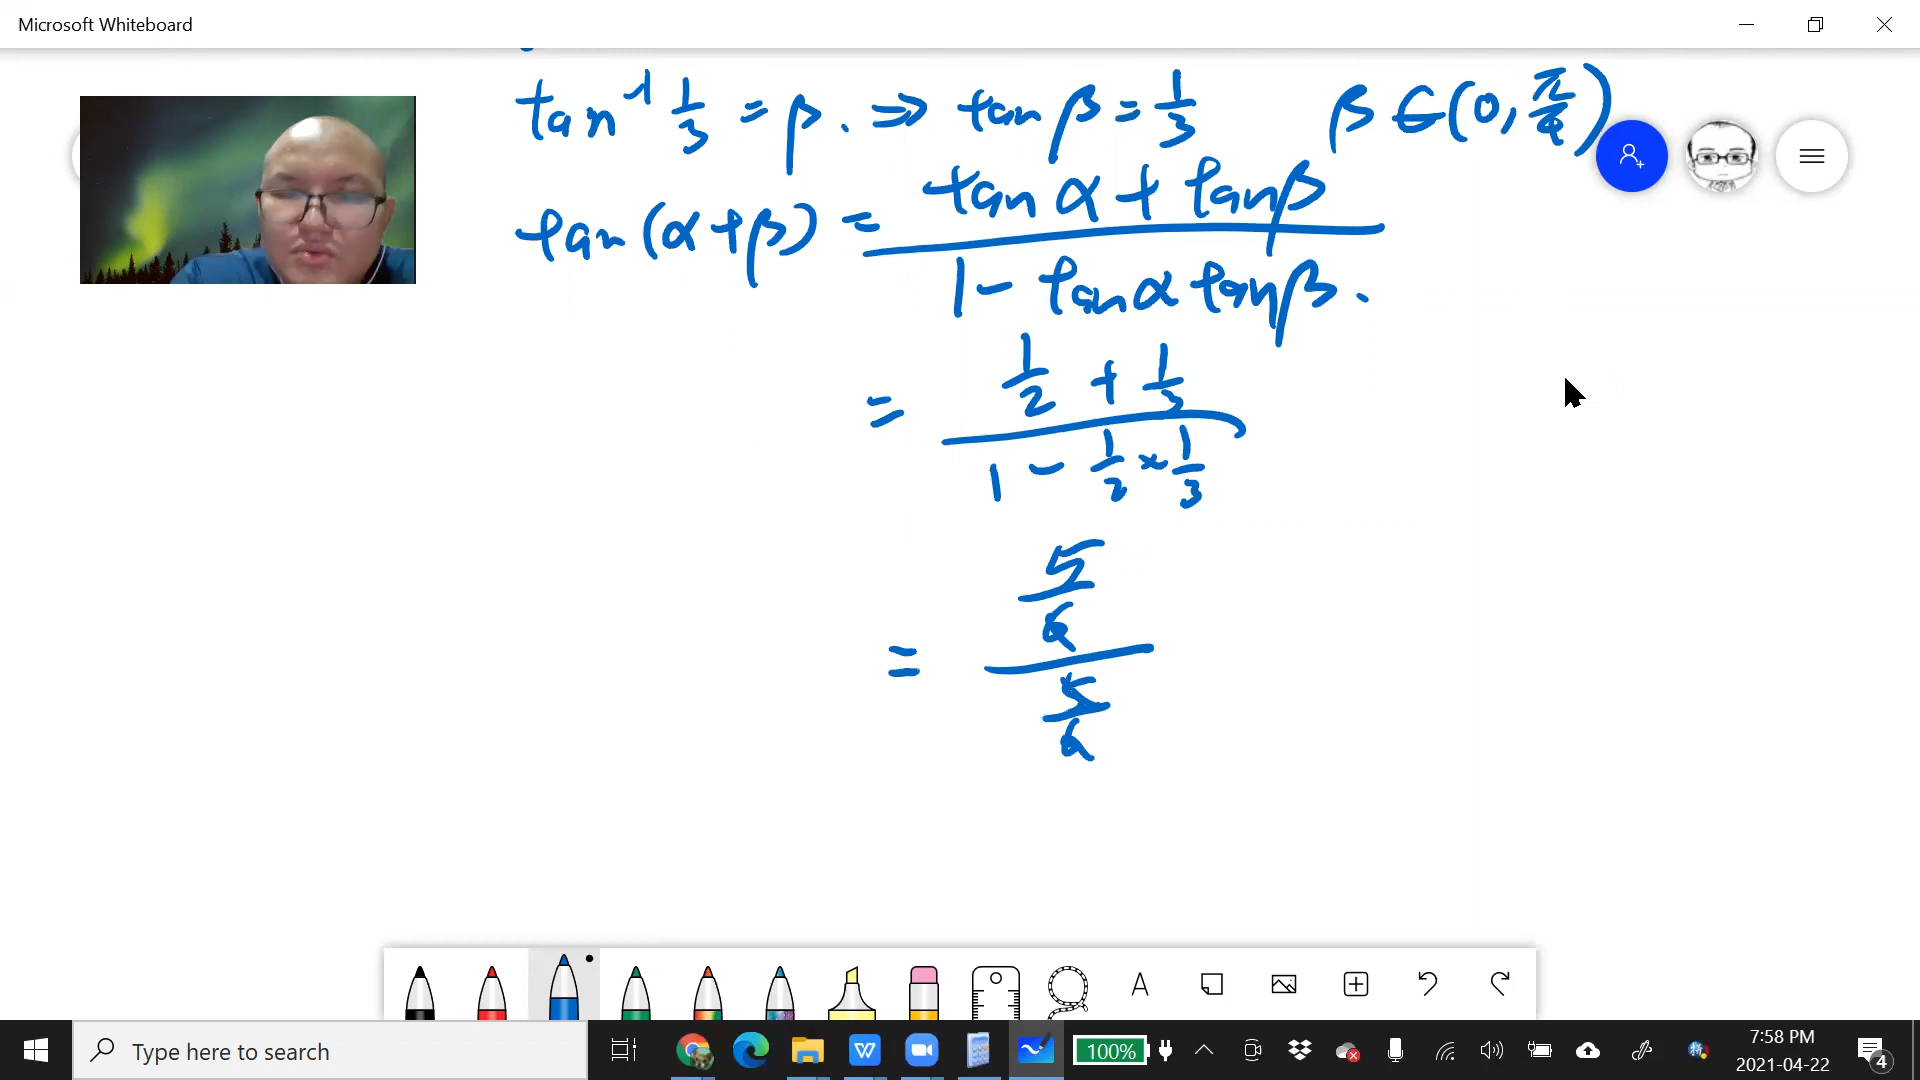 Microsoft Whiteboard
tan⁻¹ 1/3 = β. ⇒ tan β = 1/3    β ∈ (0, π/4)
tan (α + β) = (tan α + tan β) / (1 - tan α tan β).
= (1/2 + 1/3) / (1 - 1/2 × 1/3)
= (5/6) / (5/6)
Type here to search
100%
7:58 PM
2021-04-22
4